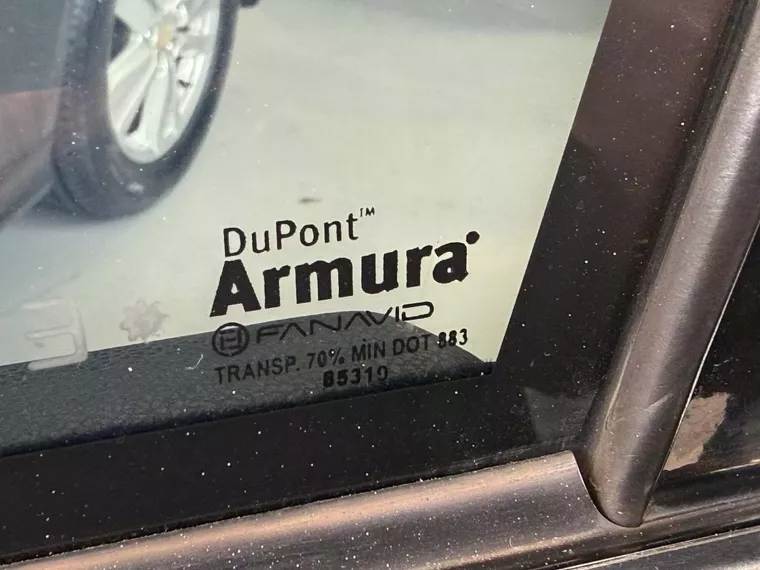 DuPont™
Armura
FANAVID
TRANSP. 70% MIN DOT 883
85319